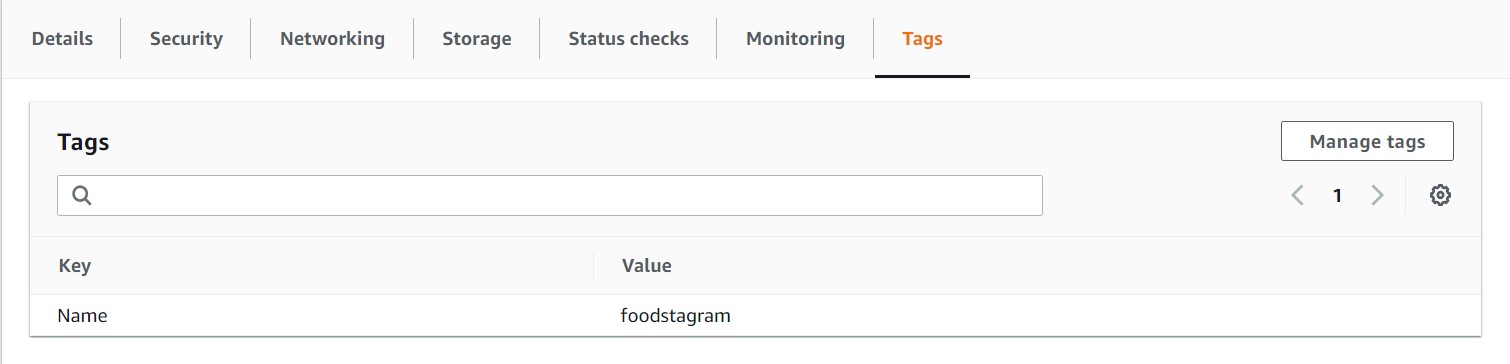 Details Security Networking Storage Status checks Monitoring Tags
Tags Manage tags
1
Key Value
Name foodstagram